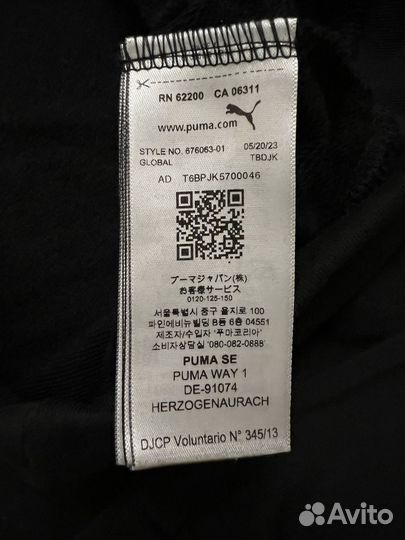 RN 62200 CA 06311
www.puma.com
STYLE NO. 676063-01 05/20/23
GLOBAL TBDJK
AD T6BPJK5700046
プーマジャパン(株)
お客様サービス
0120-125-150
서울특별시 중구 을지로 100
파인에비뉴빌딩 B동 6층 04551
제조자/수입자 '푸마코리아'
소비자상담실 '080-082-0888'
PUMA SE
PUMA WAY 1
DE-91074
HERZOGENAURACH
DJCP Voluntario N° 345/13
Avito